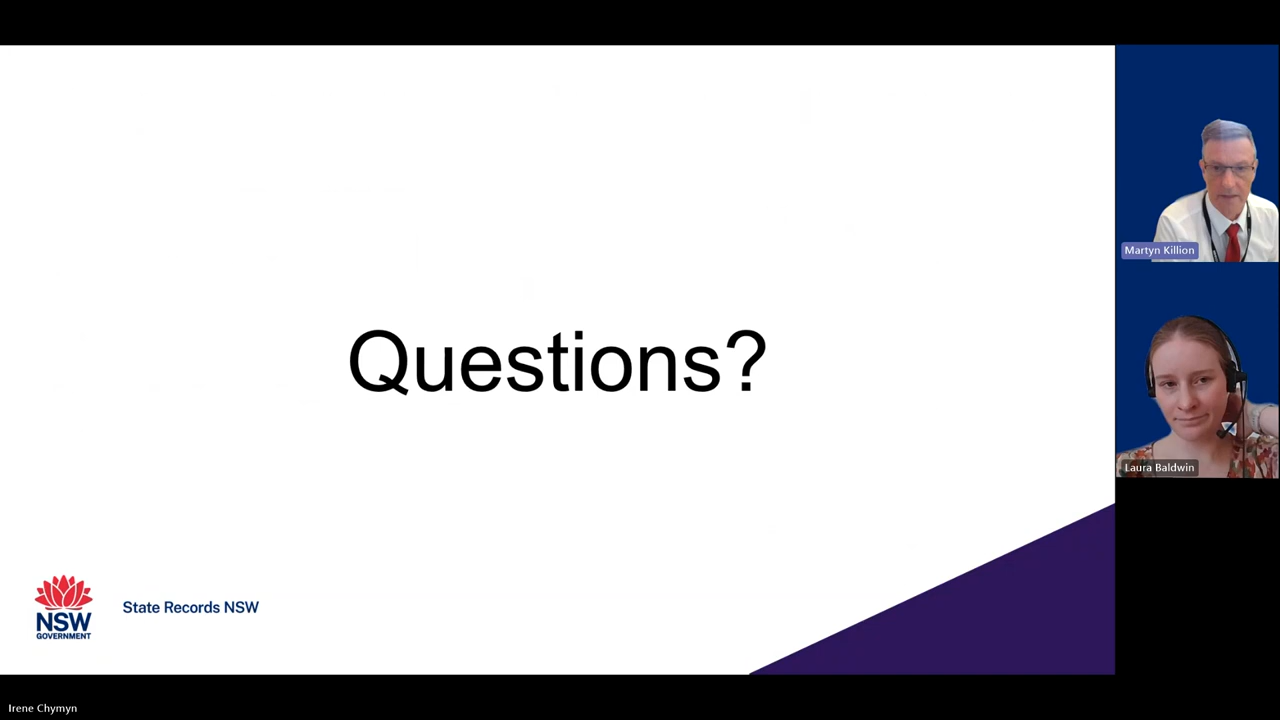 Questions?
NSW
GOVERNMENT
State Records NSW
Martyn Killion
Laura Baldwin
Irene Chymyn